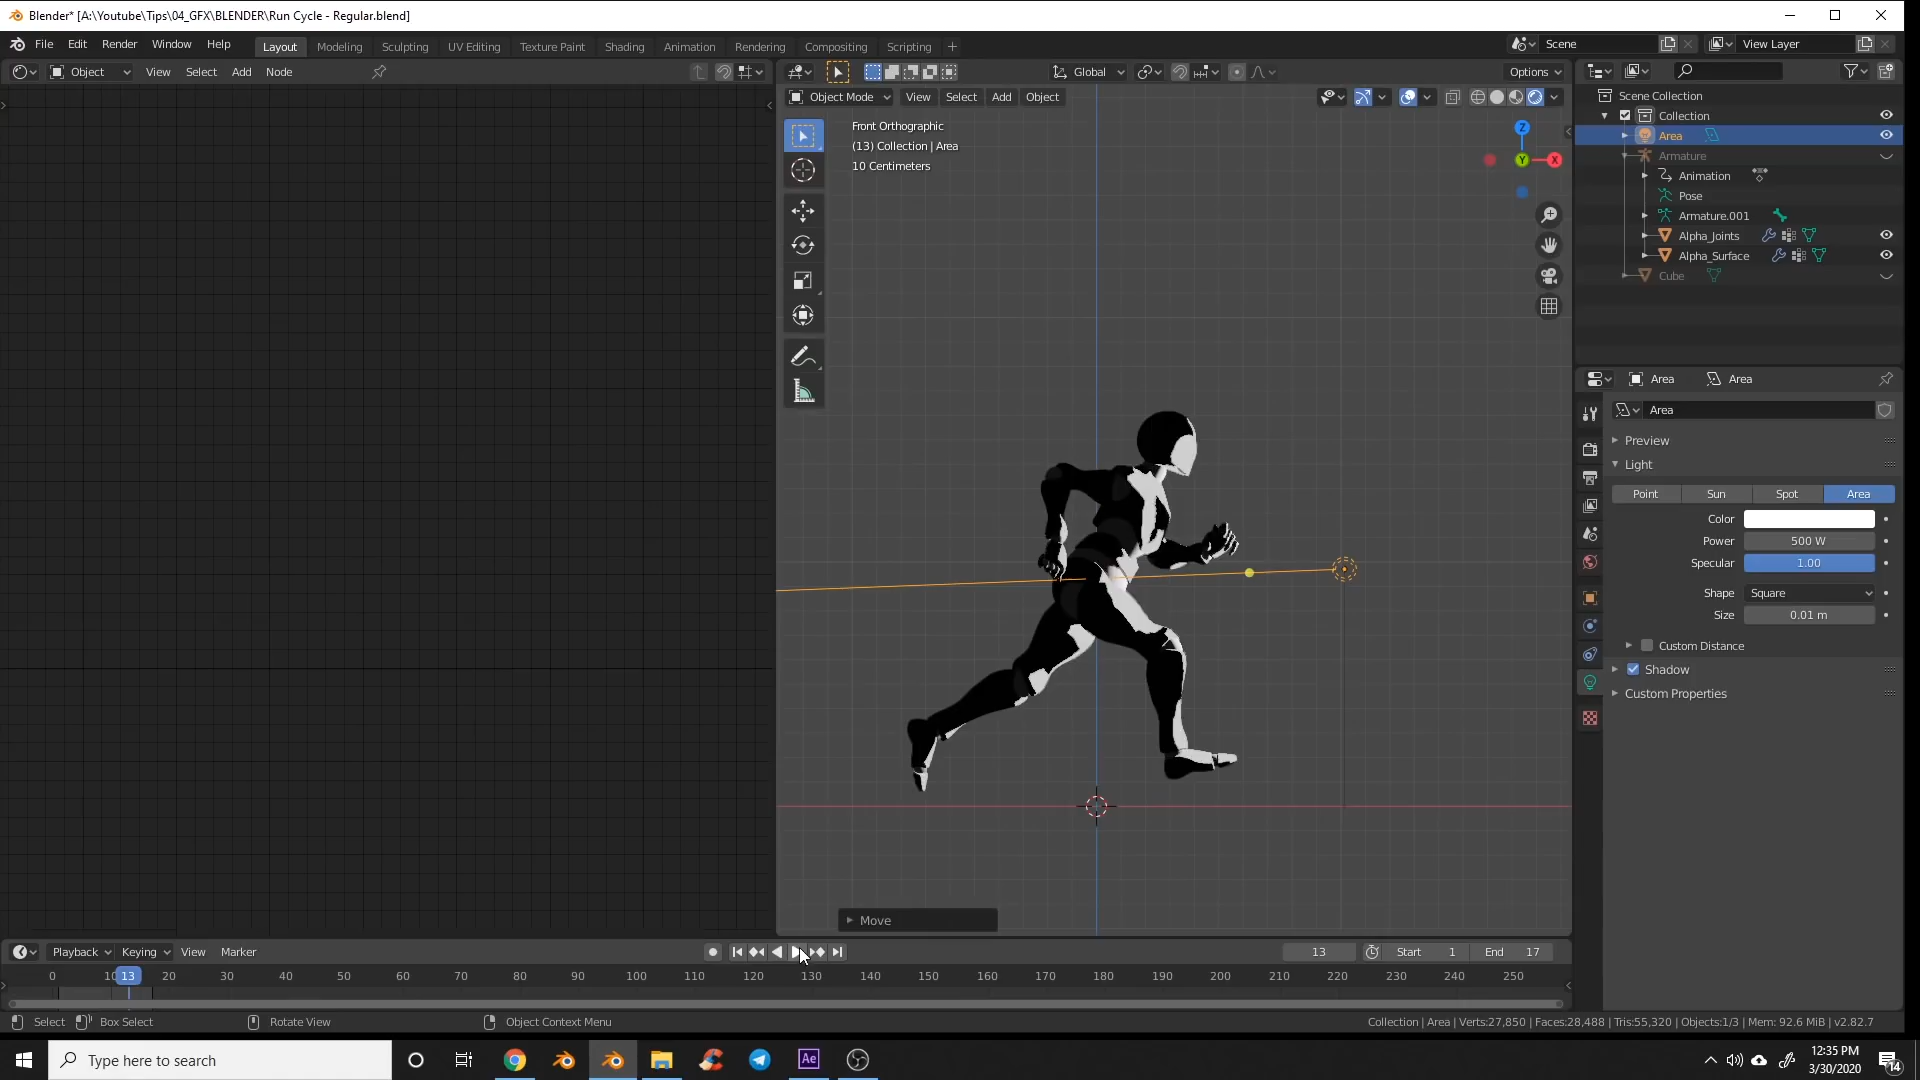 Blender* [A:\Youtube\Tips\04_GFX\BLENDER\Run Cycle - Regular.blend]
File Edit Render Window Help Layout Modeling Sculpting UV Editing Texture Paint Shading Animation Rendering Compositing Scripting + Scene View Layer
Object View Select Add Node Global Options
Object Mode View Select Add Object
Front Orthographic
(13) Collection | Area
10 Centimeters
Z
Y
X
Scene Collection
Collection
Area
Armature
Animation
Pose
Armature.001
Alpha_Joints
Alpha_Surface
Cube
Area Area
Area
Preview
Light
Point Sun Spot Area
Color
Power 500 W
Specular 1.00
Shape Square
Size 0.01 m
Custom Distance
Shadow
Custom Properties
Move
Playback Keying View Marker 13 Start 1 End 17
0 10 13 20 30 40 50 60 70 80 90 100 110 120 130 140 150 160 170 180 190 200 210 220 230 240 250
Select Box Select Rotate View Object Context Menu Collection | Area | Verts:27,850 | Faces:28,488 | Tris:55,320 | Objects:1/3 | Mem: 92.6 MiB | v2.82.7
Type here to search Ae 12:35 PM
3/30/2020
14